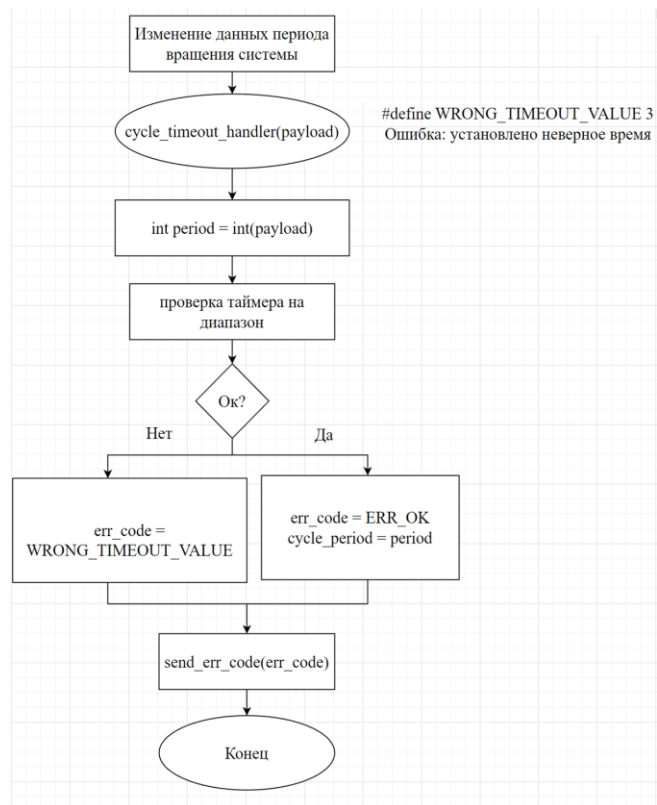 Изменение данных периода
вращения системы
cycle_timeout_handler(payload)
#define WRONG_TIMEOUT_VALUE 3
Ошибка: установлено неверное время
int period = int(payload)
проверка таймера на
диапазон
Ок?
Нет
Да
err_code =
WRONG_TIMEOUT_VALUE
err_code = ERR_OK
cycle_period = period
send_err_code(err_code)
Конец